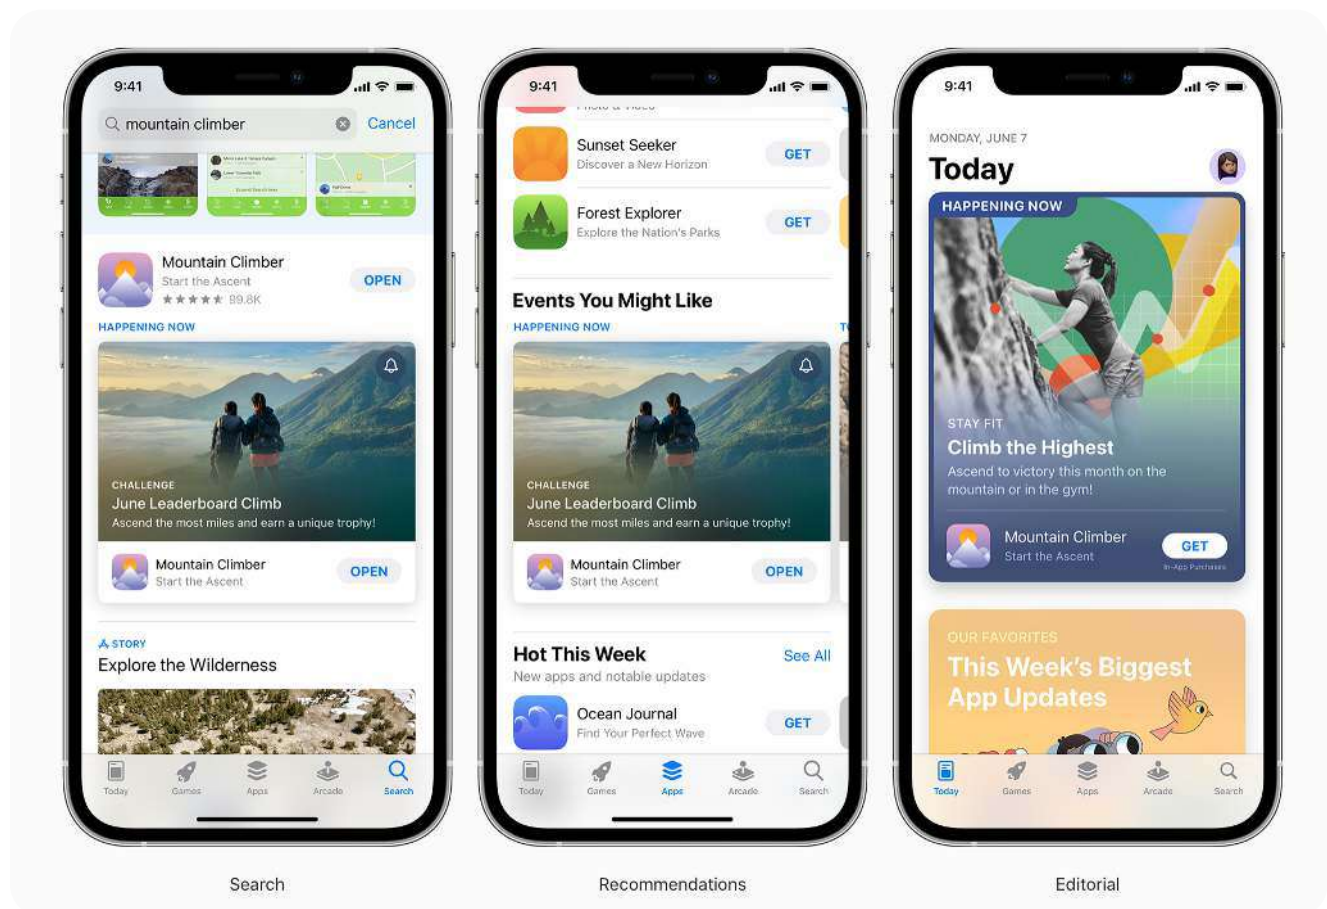 9:41
mountain climber
Cancel
Mountain Climber
Start the Ascent
OPEN
89.8K
HAPPENING NOW
CHALLENGE
June Leaderboard Climb
Ascend the most miles and earn a unique trophy!
Mountain Climber
Start the Ascent
OPEN
STORY
Explore the Wilderness
Today
Games
Apps
Arcade
Search
Search
9:41
Photo & Video
Sunset Seeker
Discover a New Horizon
GET
Forest Explorer
Explore the Nation's Parks
GET
Events You Might Like
HAPPENING NOW
CHALLENGE
June Leaderboard Climb
Ascend the most miles and earn a unique trophy!
Mountain Climber
Start the Ascent
OPEN
Hot This Week
See All
New apps and notable updates
Ocean Journal
Find Your Perfect Wave
GET
Today
Games
Apps
Arcade
Search
Recommendations
9:41
MONDAY, JUNE 7
Today
HAPPENING NOW
STAY FIT
Climb the Highest
Ascend to victory this month on the
mountain or in the gym!
Mountain Climber
Start the Ascent
GET
In-App Purchases
OUR FAVORITES
This Week's Biggest
App Updates
Today
Games
Apps
Arcade
Search
Editorial